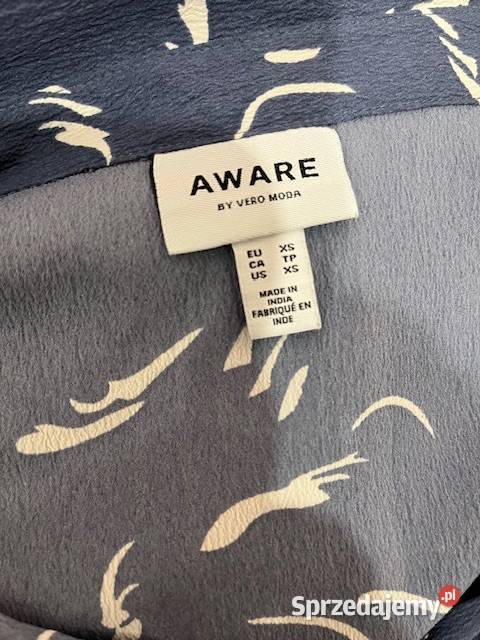 AWARE
BY VERO MODA
EU XS
CA TP
US XS
MADE IN
INDIA
FABRIQUÉ EN
INDE
Sprzedajemy.pl